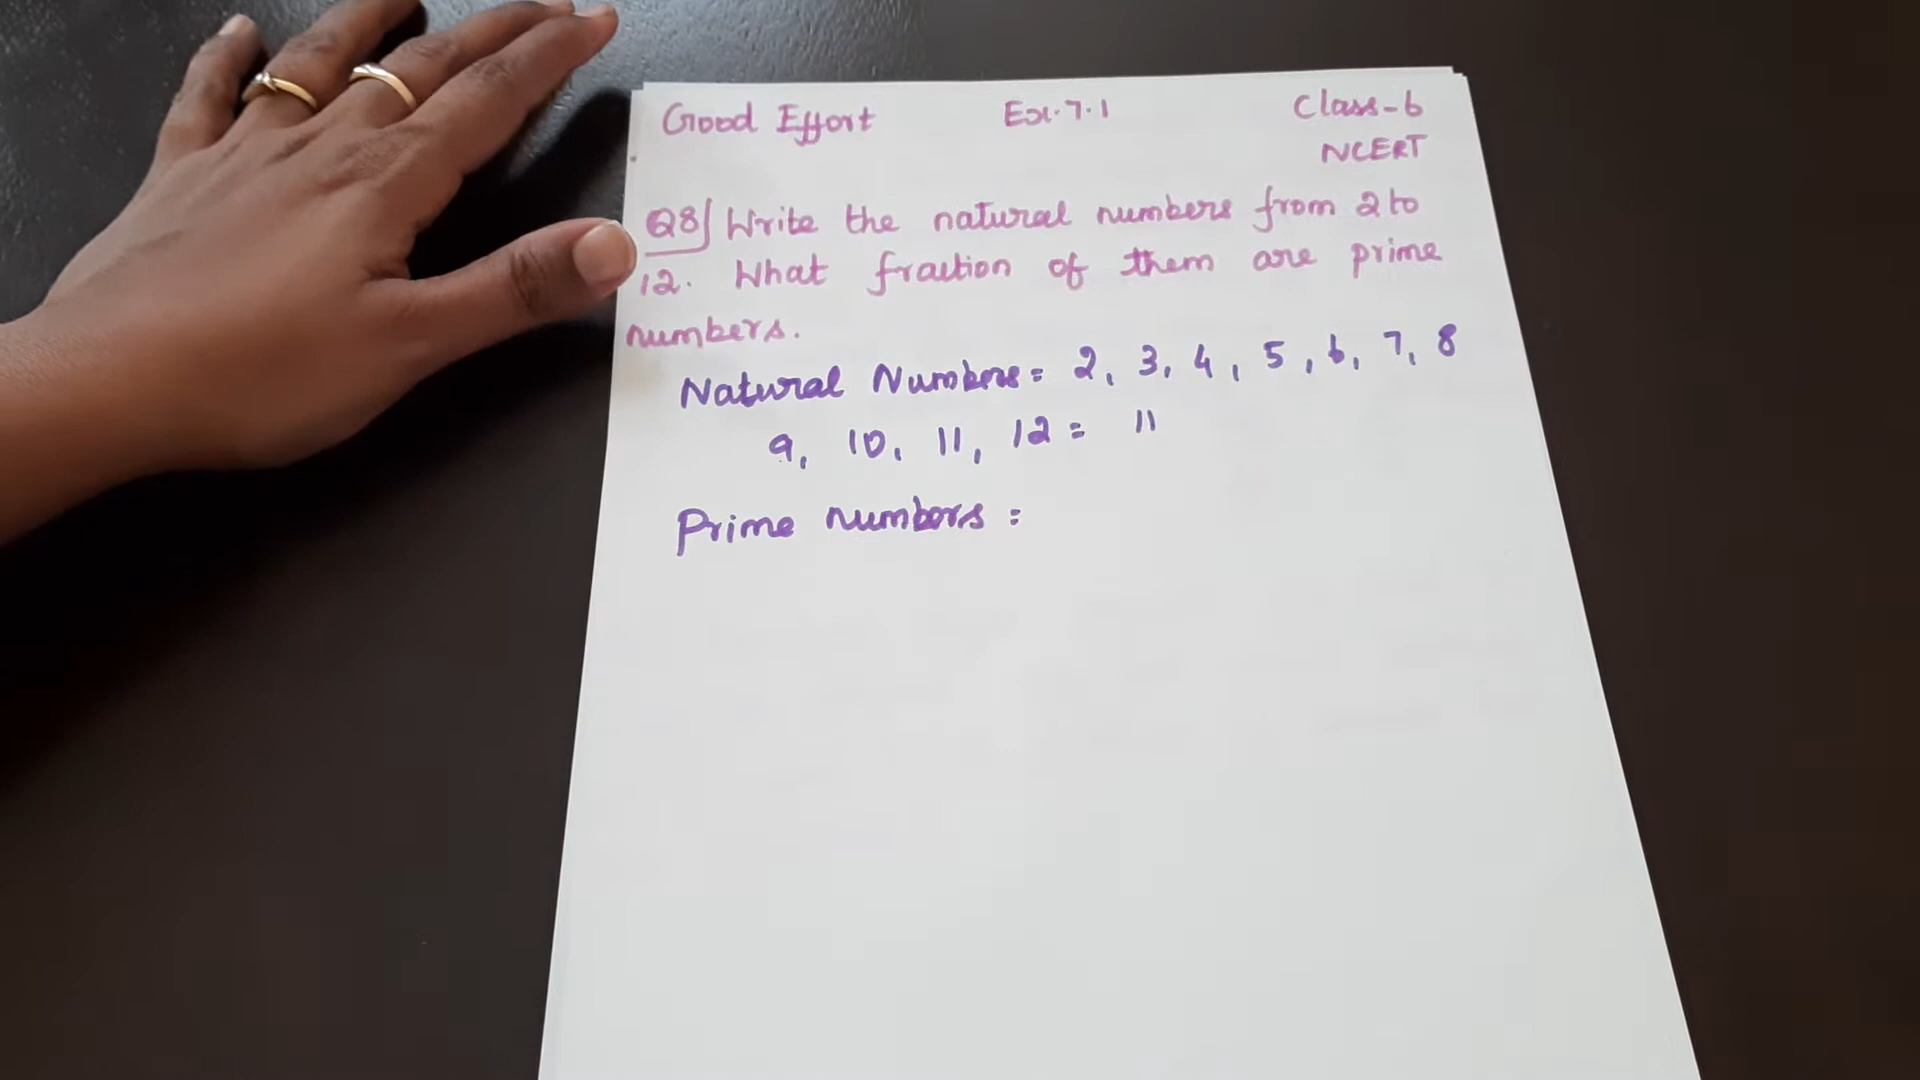 Good Effort Ex.7.1 Class-6
NCERT
Q8 Write the natural numbers from 2 to
12. What fraction of them are prime
numbers.
Natural Numbers = 2, 3, 4, 5, 6, 7, 8
9, 10, 11, 12 = 11
Prime numbers =